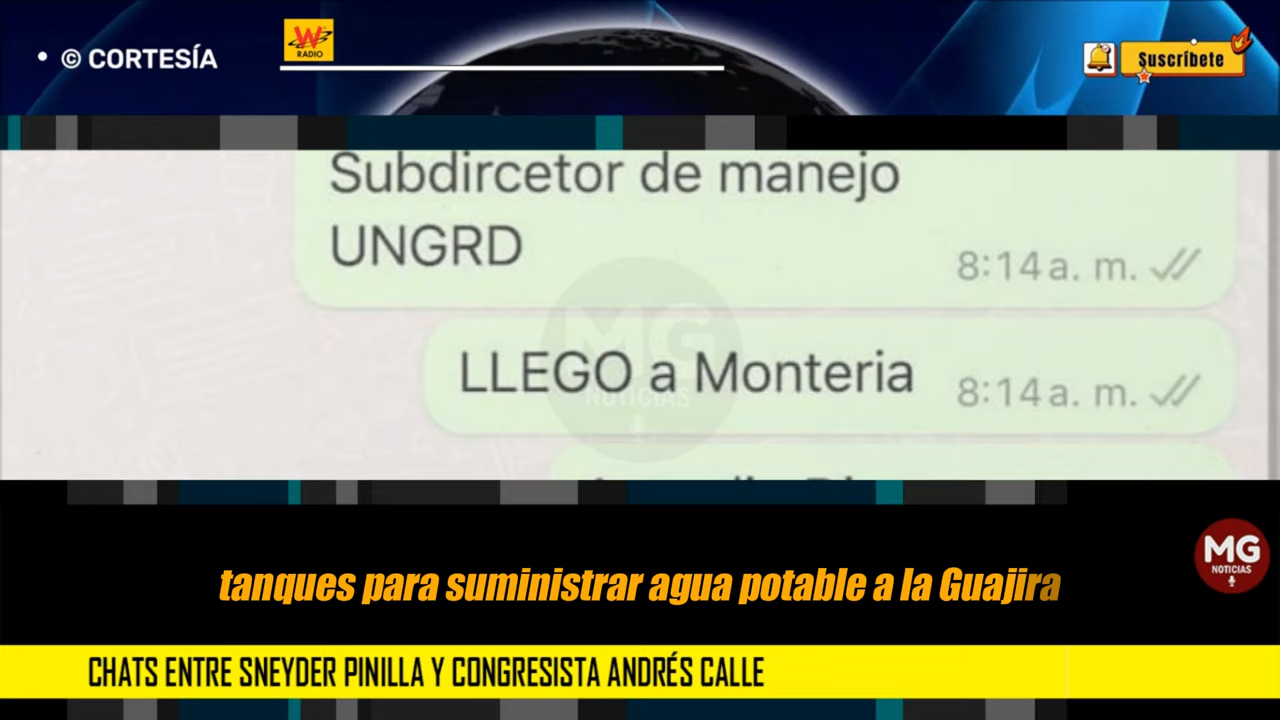 • © CORTESÍA
W
RADIO
Suscríbete
Subdircetor de manejo
UNGRD
8:14 a. m.
MG
NOTICIAS
LLEGO a Monteria
8:14 a. m.
tanques para suministrar agua potable a la Guajira
MG
NOTICIAS
CHATS ENTRE SNEYDER PINILLA Y CONGRESISTA ANDRÉS CALLE